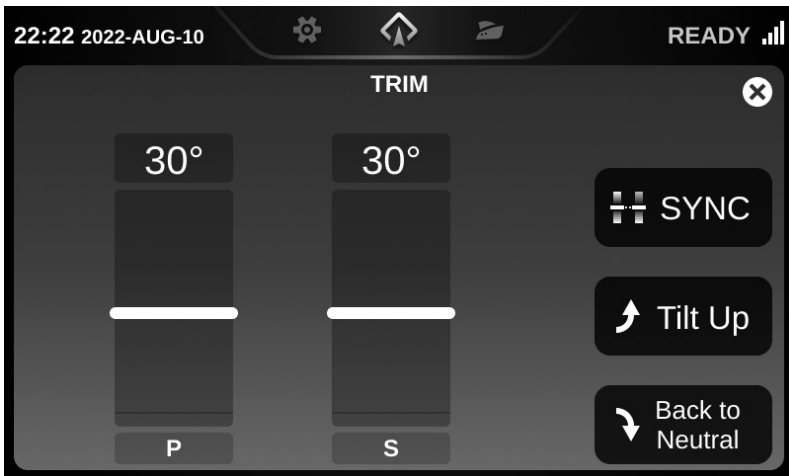 22:22 2022-AUG-10
READY
TRIM
30°
30°
SYNC
Tilt Up
Back to
Neutral
P
S